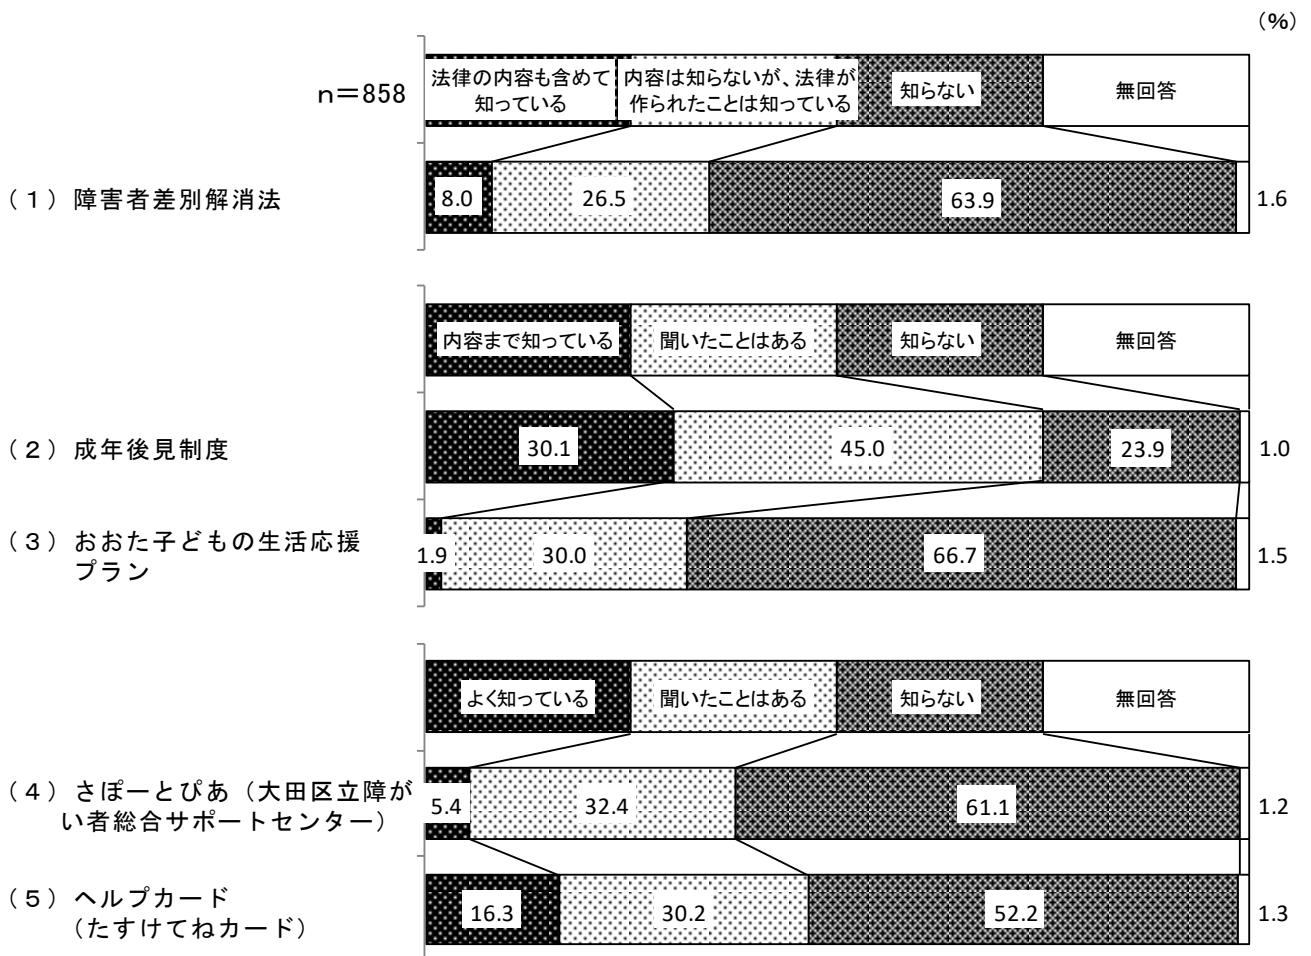 (%)
n＝858
法律の内容も含めて
知っている
内容は知らないが、法律が
作られたことは知っている
知らない
無回答
（１）障害者差別解消法
8.0
26.5
63.9
1.6
内容まで知っている
聞いたことはある
知らない
無回答
（２）成年後見制度
30.1
45.0
23.9
1.0
（３）おおた子どもの生活応援
プラン
1.9
30.0
66.7
1.5
よく知っている
聞いたことはある
知らない
無回答
（４）さぽーとぴあ（大田区立障が
い者総合サポートセンター）
5.4
32.4
61.1
1.2
（５）ヘルプカード
（たすけてねカード）
16.3
30.2
52.2
1.3